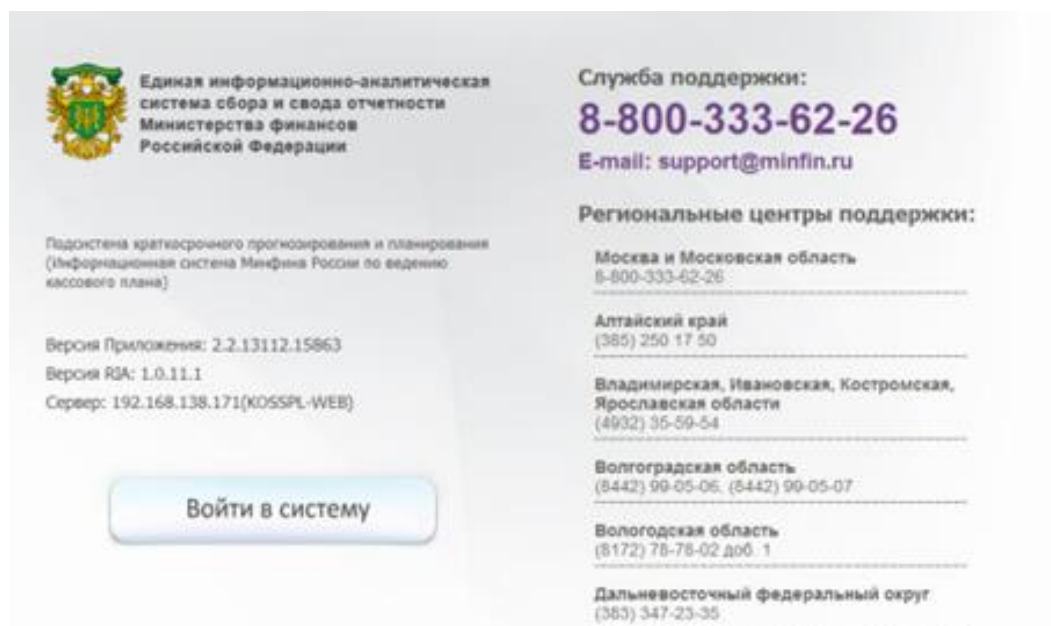 Единая информационно-аналитическая
система сбора и свода отчетности
Министерства финансов
Российской Федерации
Подсистема краткосрочного прогнозирования и планирования
(Информационная система Минфина России по ведению
кассового плана)
Версия Приложения: 2.2.13112.15863
Версия RIA: 1.0.11.1
Сервер: 192.168.138.171(KOSSPL-WEB)
Войти в систему
Служба поддержки:
8-800-333-62-26
E-mail: support@minfin.ru
Региональные центры поддержки:
Москва и Московская область
8-800-333-62-26
Алтайский край
(385) 250 17 50
Владимирская, Ивановская, Костромская,
Ярославская области
(4932) 35-59-54
Волгоградская область
(8442) 99-05-06, (8442) 99-05-07
Вологодская область
(8172) 78-78-02 доб. 1
Дальневосточный федеральный округ
(383) 347-23-35